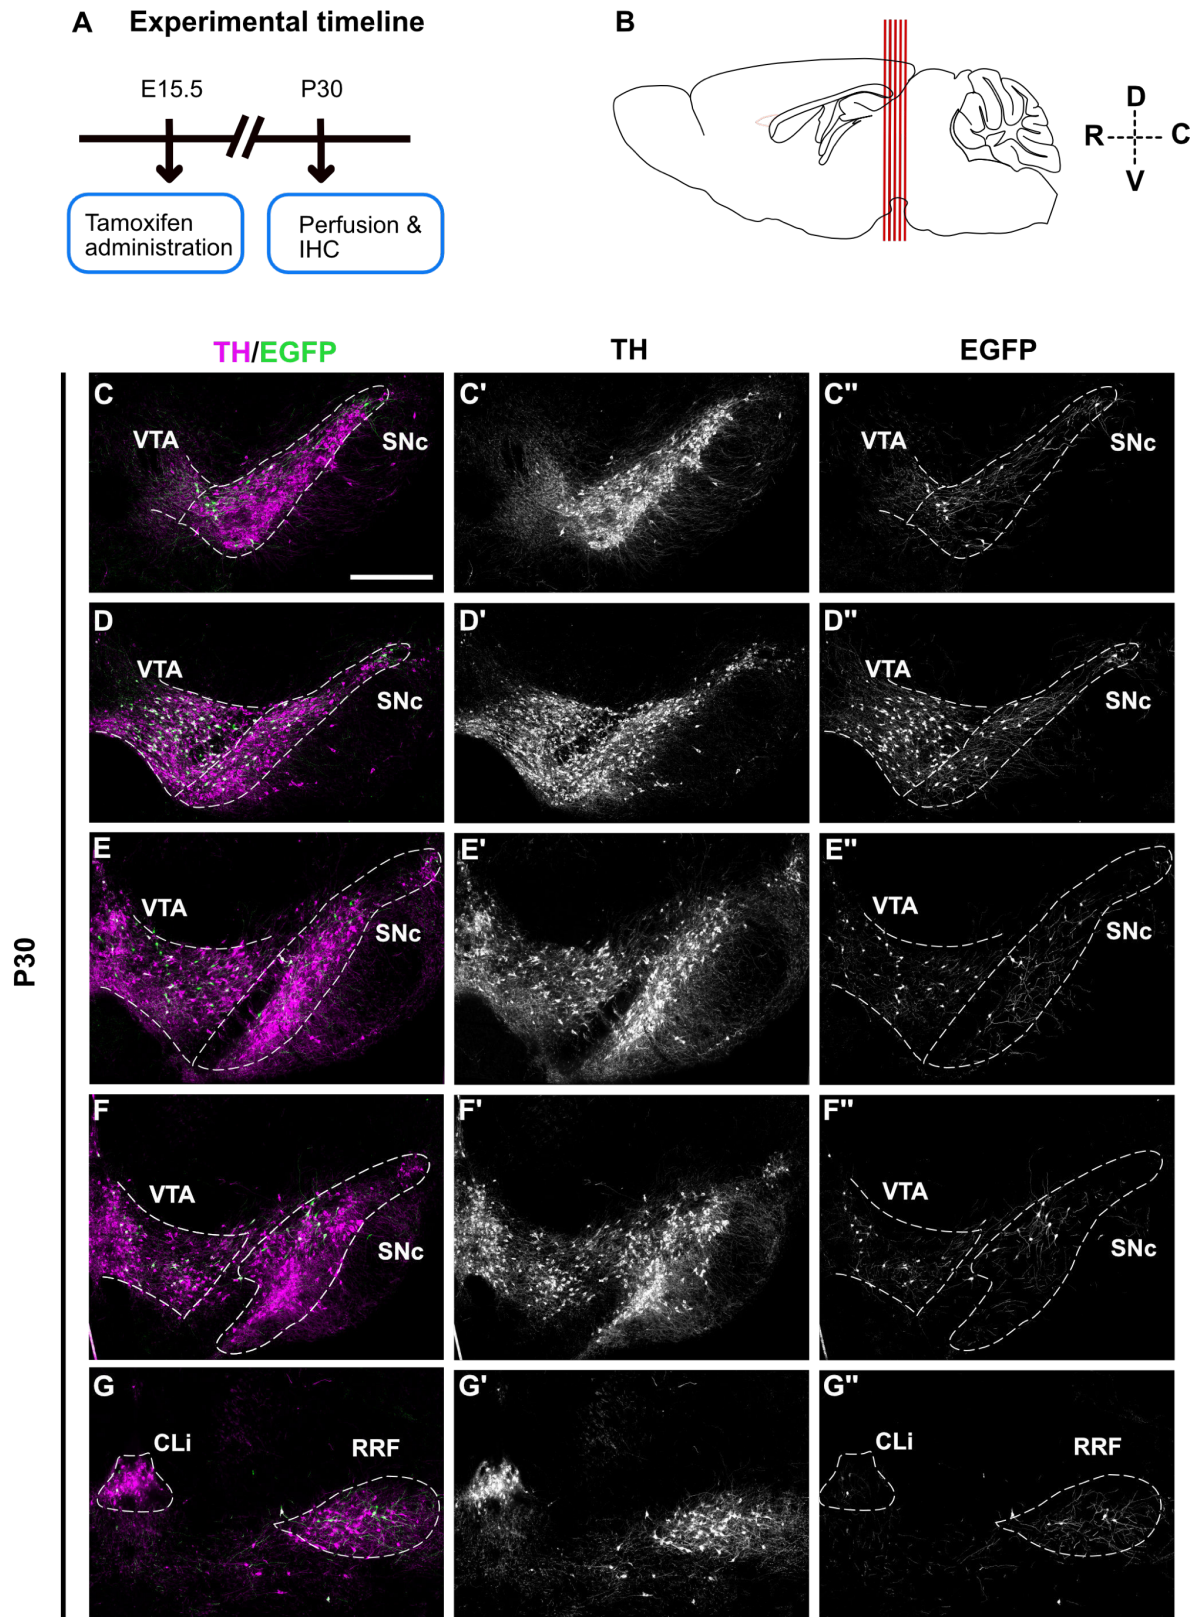 A Experimental timeline
E15.5
P30
Tamoxifen
administration
Perfusion &
IHC
B
D
R
C
V
TH/EGFP
TH
EGFP
P30
C
VTA
SNc
C'
C"
VTA
SNc
D
VTA
SNc
D'
D"
VTA
SNc
E
VTA
SNc
E'
E"
VTA
SNc
F
VTA
SNc
F'
F"
VTA
SNc
G
CLi
RRF
G'
G"
CLi
RRF